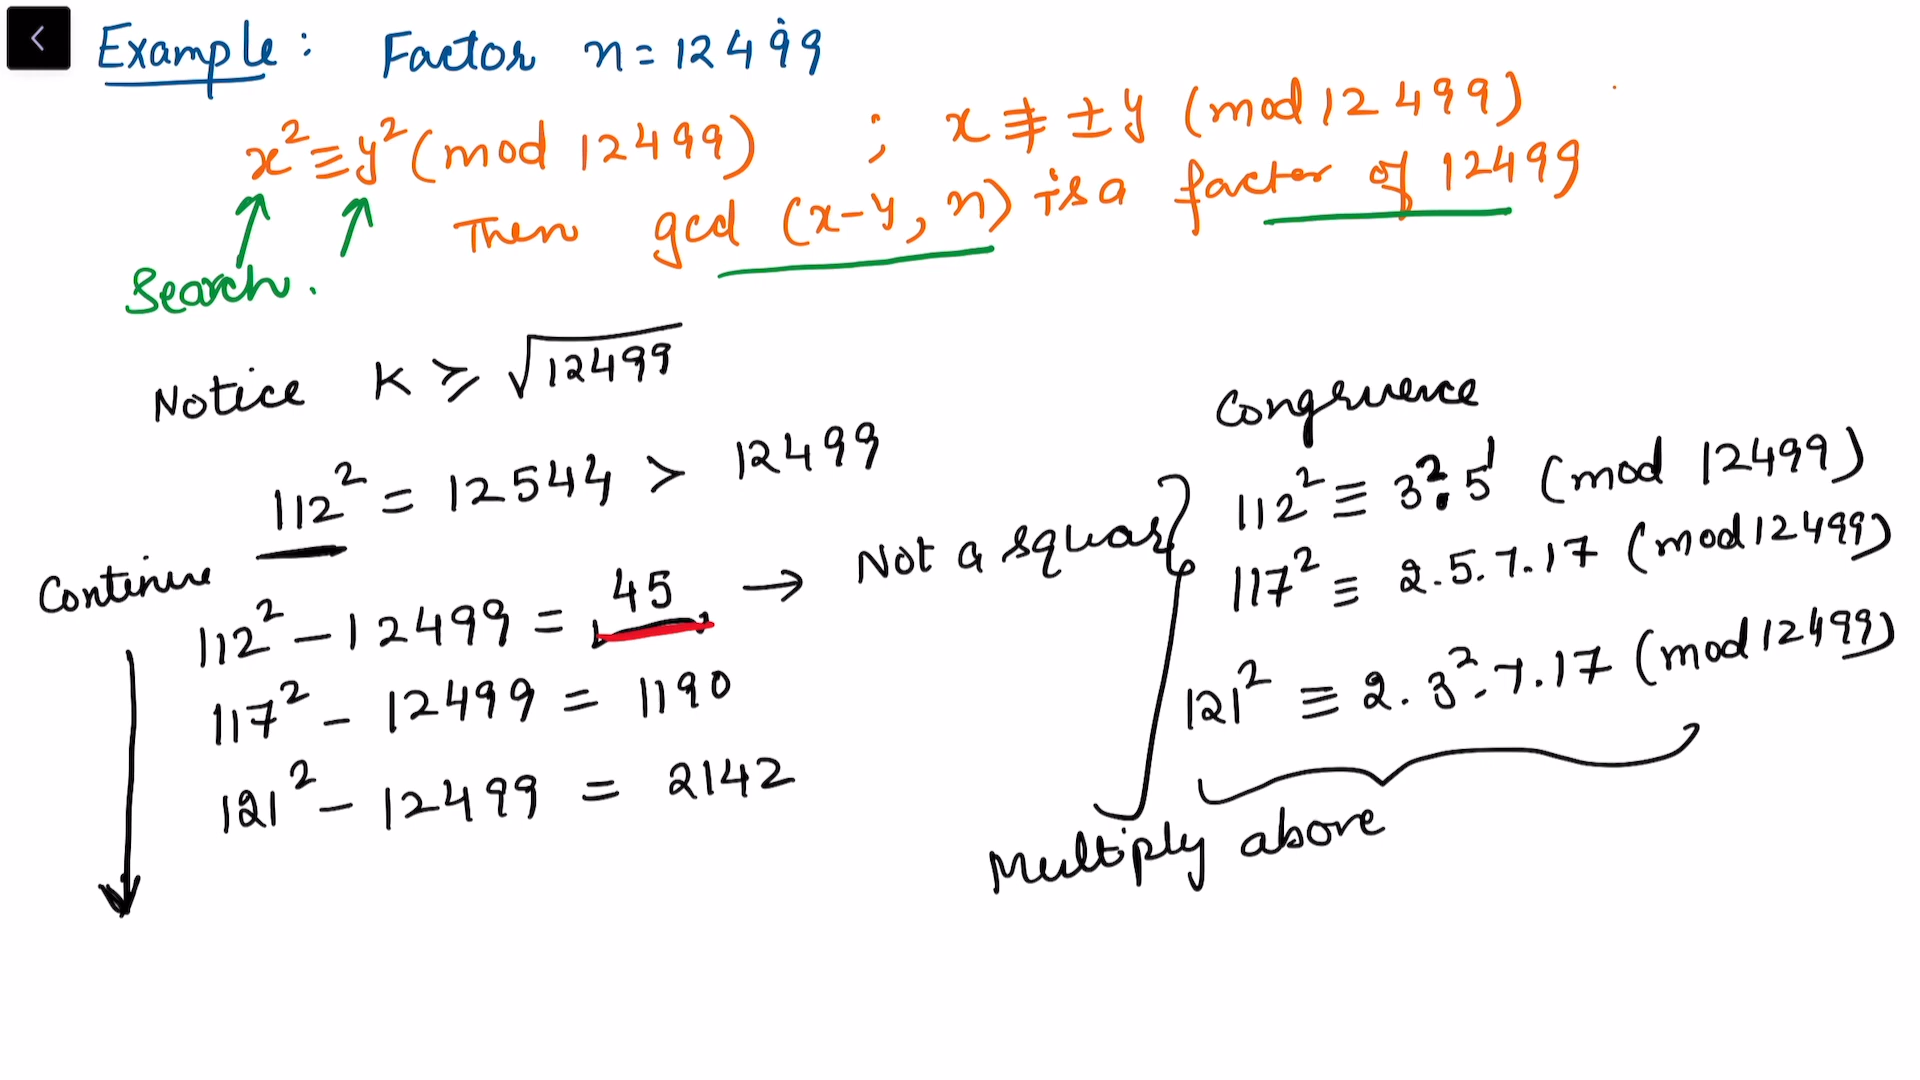 Example: Factor n=12499
x² ≡ y² (mod 12499) ; x ≢ ±y (mod 12499)
Then gcd (x-y, n) is a factor of 12499
Search.
Notice K ≥ √12499
112² = 12544 > 12499
Continue
112² - 12499 = 45 → Not a square
117² - 12499 = 1190
121² - 12499 = 2142
Congruence
112² ≡ 3².5¹ (mod 12499)
117² ≡ 2.5.7.17 (mod 12499)
121² ≡ 2.3².7.17 (mod 12499)
Multiply above